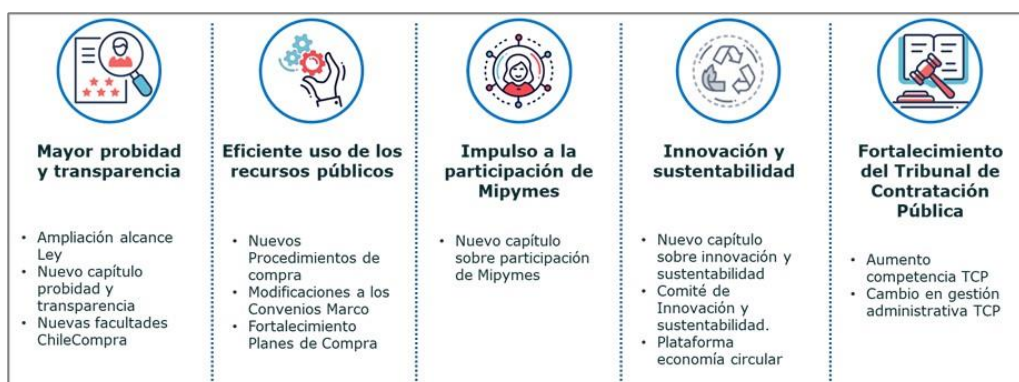 Mayor probidad
y transparencia
• Ampliación alcance
Ley
• Nuevo capítulo
probidad y
transparencia
• Nuevas facultades
ChileCompra
Eficiente uso de los
recursos públicos
• Nuevos
Procedimientos de
compra
• Modificaciones a los
Convenios Marco
• Fortalecimiento
Planes de Compra
Impulso a la
participación de
Mipymes
• Nuevo capítulo
sobre participación
de Mipymes
Innovación y
sustentabilidad
• Nuevo capítulo
sobre innovación y
sustentabilidad
• Comité de
Innovación y
sustentabilidad.
• Plataforma
economía circular
Fortalecimiento
del Tribunal de
Contratación
Pública
• Aumento
competencia TCP
• Cambio en gestión
administrativa TCP